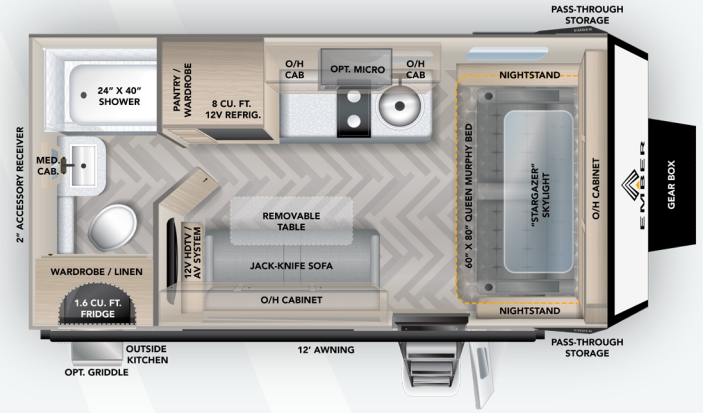 PASS-THROUGH
STORAGE
EMBER
O/H
CAB
OPT. MICRO
O/H
CAB
NIGHTSTAND
PANTRY /
WARDROBE
24” X 40”
SHOWER
8 CU. FT.
12V REFRIG.
2” ACCESSORY RECEIVER
MED.
CAB.
60” X 80” QUEEN MURPHY BED
“STARGAZER”
SKYLIGHT
O/H CABINET
EMBER
GEAR BOX
REMOVABLE
TABLE
12V HDTV /
AV SYSTEM
JACK-KNIFE SOFA
WARDROBE / LINEN
O/H CABINET
1.6 CU. FT.
FRIDGE
NIGHTSTAND
EMBER
PASS-THROUGH
STORAGE
OUTSIDE
KITCHEN
12’ AWNING
OPT. GRIDDLE